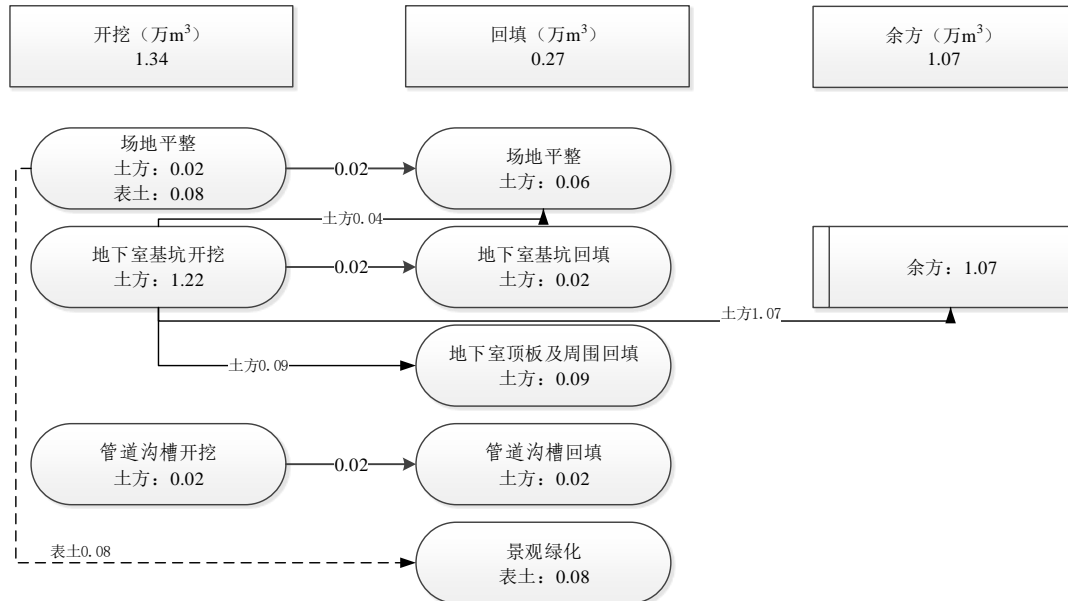 开挖（万m³）
1.34
回填（万m³）
0.27
余方（万m³）
1.07
场地平整
土方：0.02
表土：0.08
0.02
场地平整
土方：0.06
土方0.04
地下室基坑开挖
土方：1.22
0.02
地下室基坑回填
土方：0.02
余方：1.07
土方1.07
土方0.09
地下室顶板及周围回填
土方：0.09
管道沟槽开挖
土方：0.02
0.02
管道沟槽回填
土方：0.02
表土0.08
景观绿化
表土：0.08